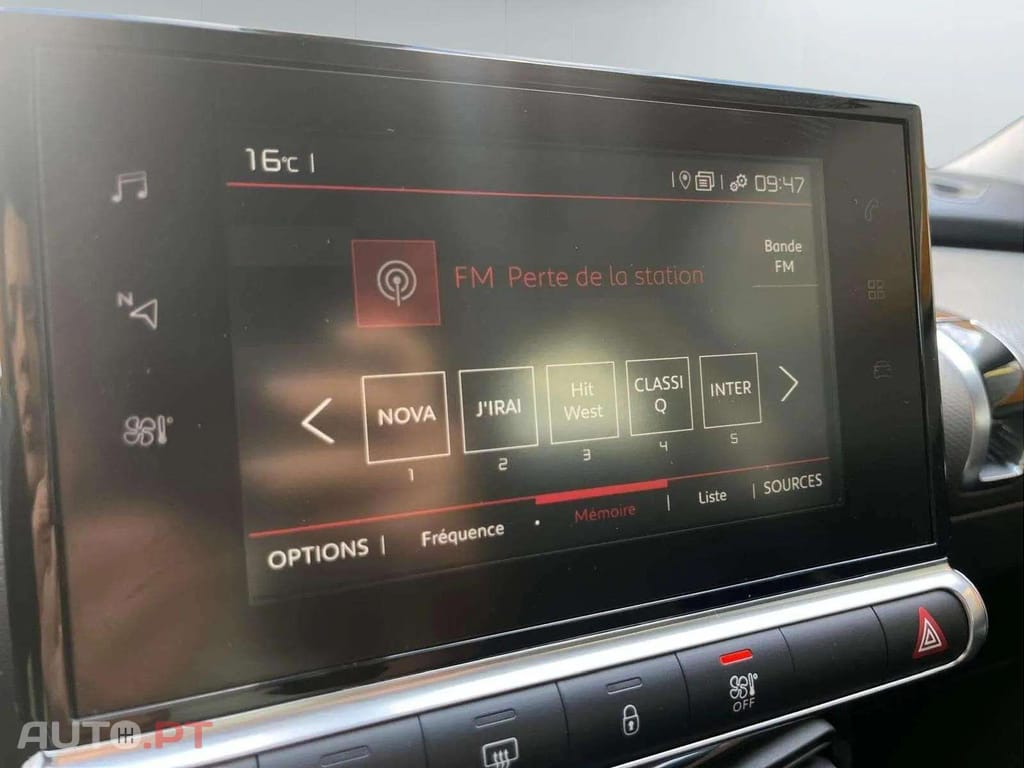 16°C
09:47
N
FM Perte de la station
Bande
FM
NOVA
J'IRAI
Hit
West
CLASSI
Q
INTER
1
2
3
4
5
OPTIONS
Fréquence
Mémoire
Liste
SOURCES
OFF
AUTO.PT